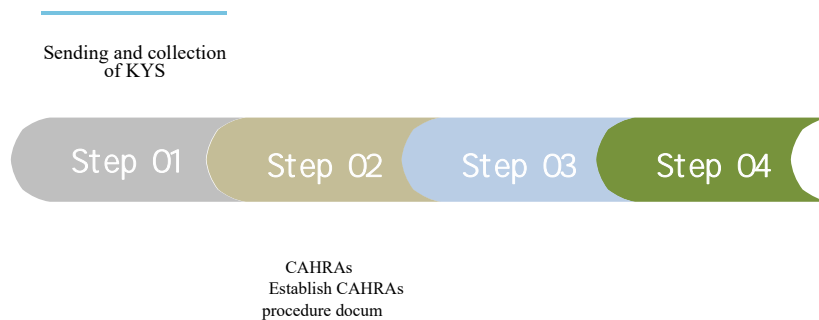 Sending and collection
of KYS
Step 01
Step 02
Step 03
Step 04
CAHRAs
Establish CAHRAs
procedure docum